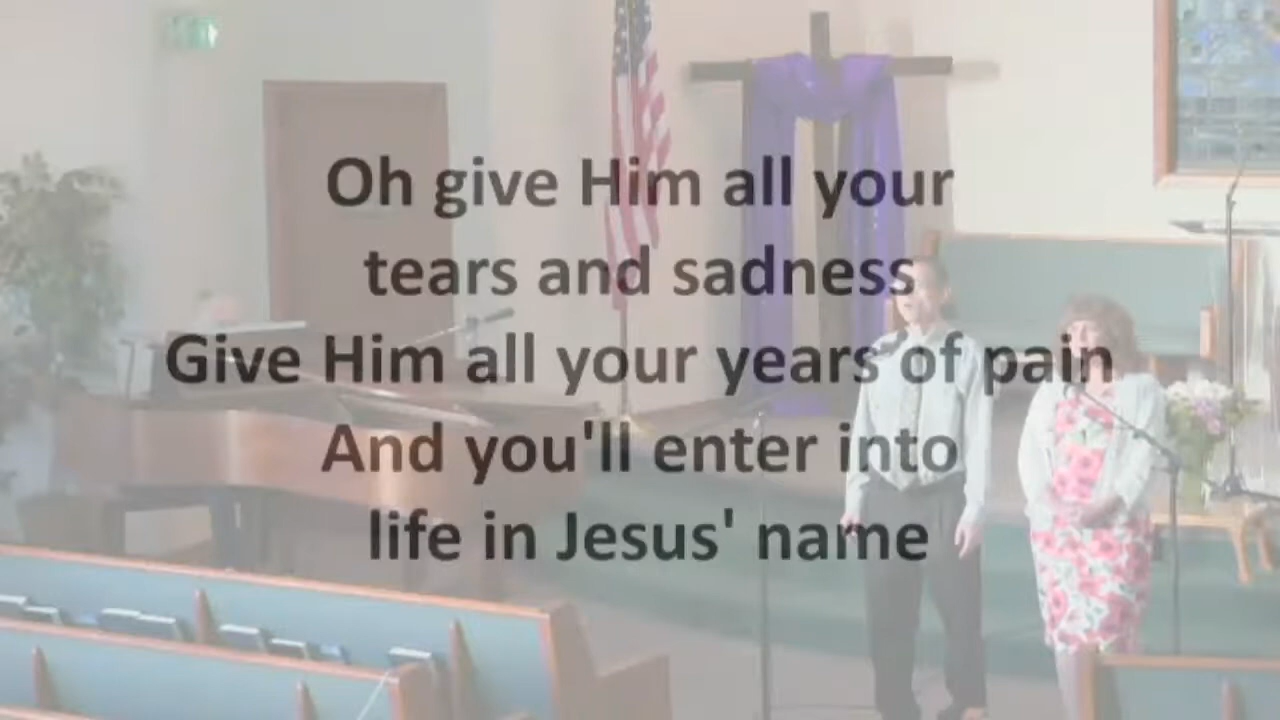 Oh give Him all your
tears and sadness
Give Him all your years of pain
And you'll enter into
life in Jesus' name